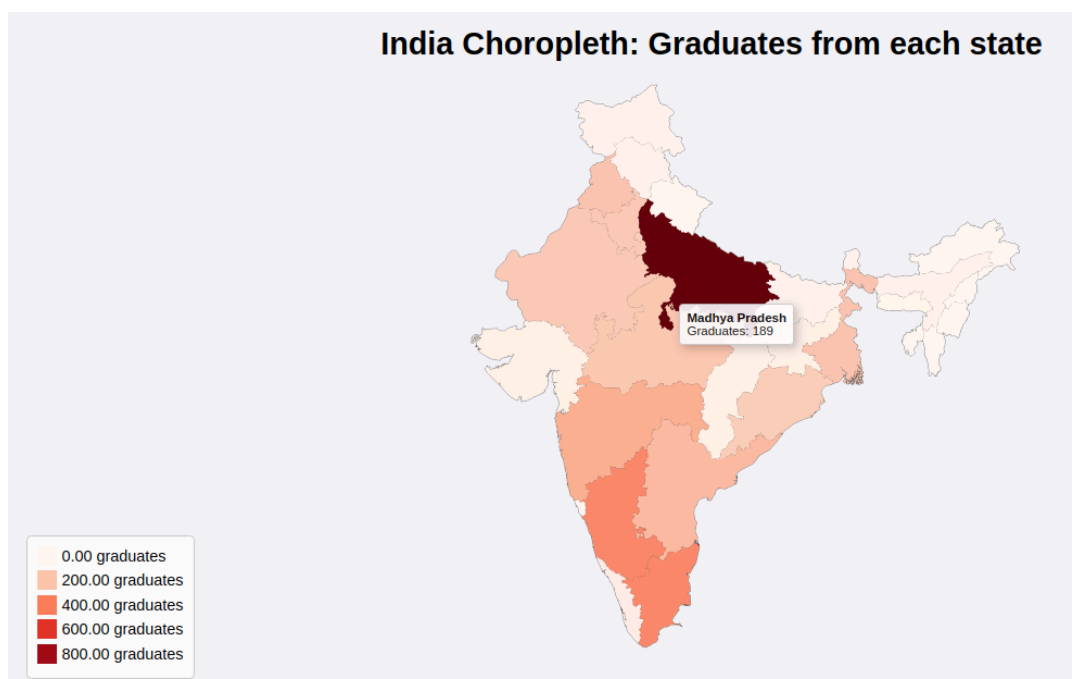 India Choropleth: Graduates from each state
Madhya Pradesh
Graduates: 189
0.00 graduates
200.00 graduates
400.00 graduates
600.00 graduates
800.00 graduates